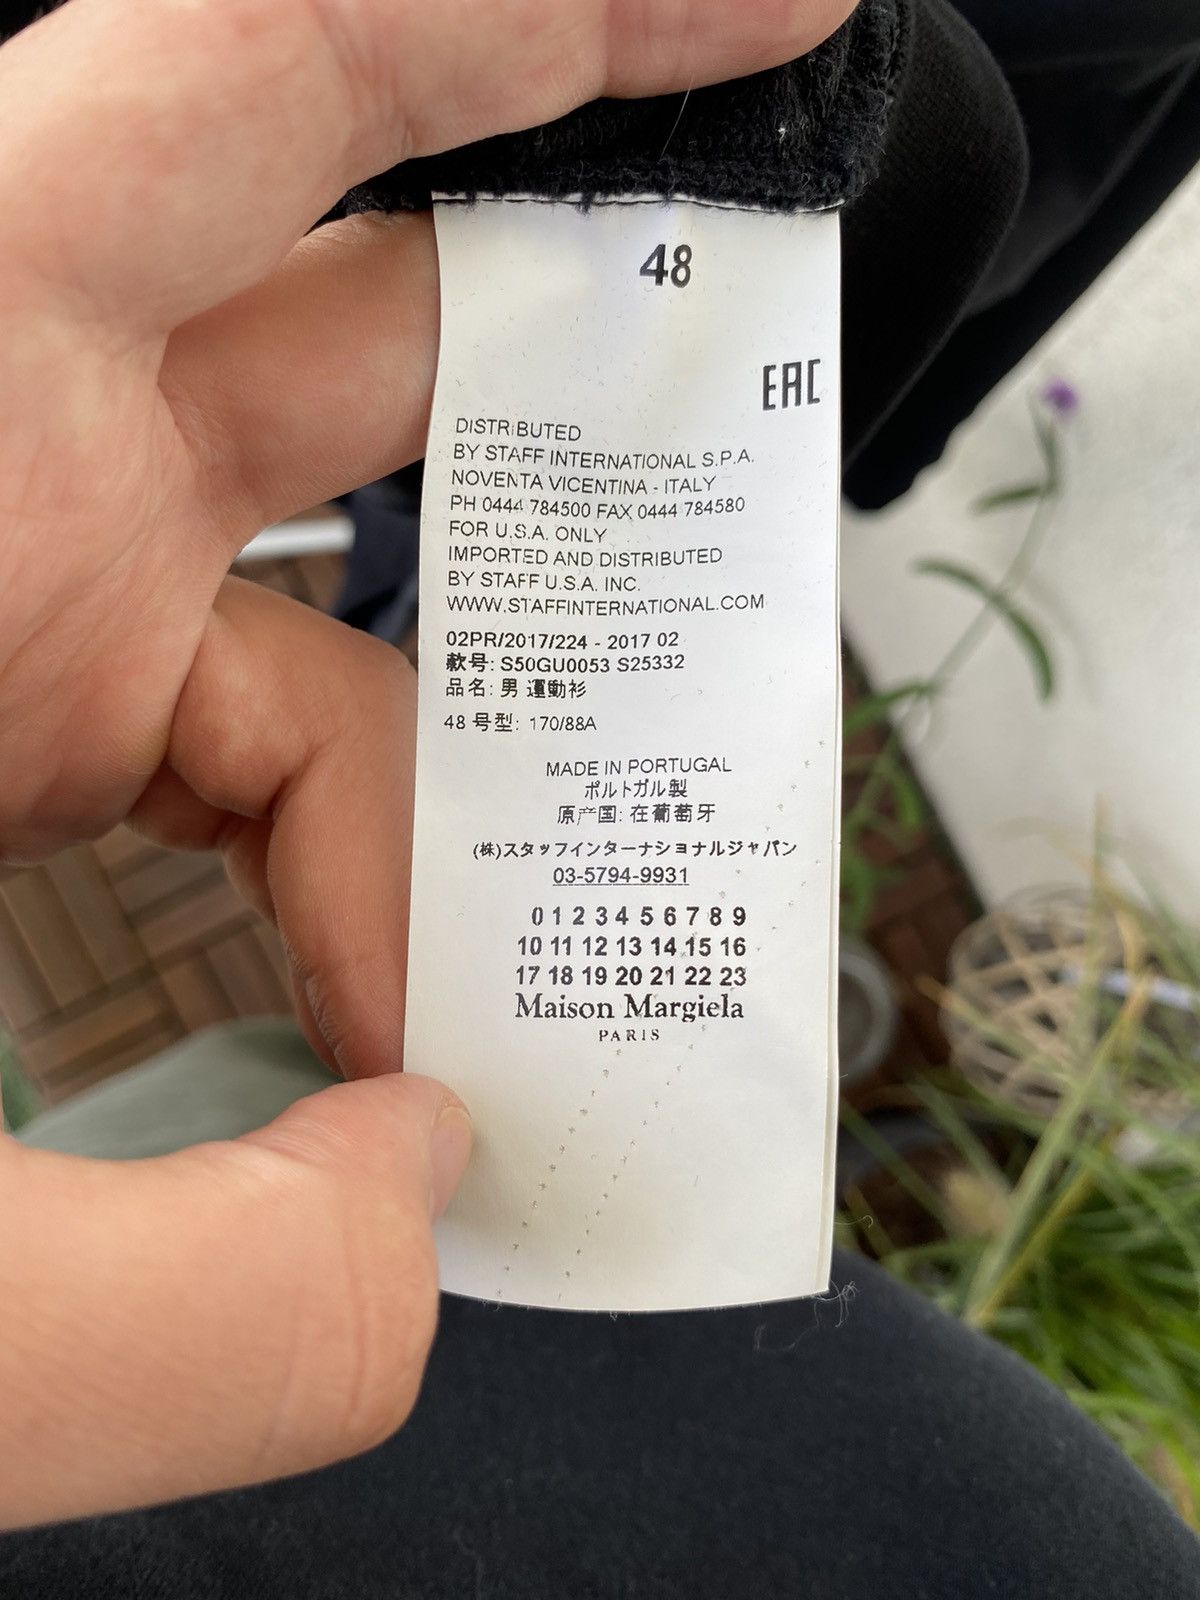 48
EAC
DISTRIBUTED
BY STAFF INTERNATIONAL S.P.A.
NOVENTA VICENTINA - ITALY
PH 0444 784500 FAX 0444 784580
FOR U.S.A. ONLY
IMPORTED AND DISTRIBUTED
BY STAFF U.S.A. INC.
WWW.STAFFINTERNATIONAL.COM
02PR/2017/224 - 2017 02
款号: S50GU0053 S25332
品名: 男 運動衫
48 号型: 170/88A
MADE IN PORTUGAL
ポルトガル製
原产国: 在葡萄牙
(株)スタッフインターナショナルジャパン
03-5794-9931
0 1 2 3 4 5 6 7 8 9
10 11 12 13 14 15 16
17 18 19 20 21 22 23
Maison Margiela
PARIS